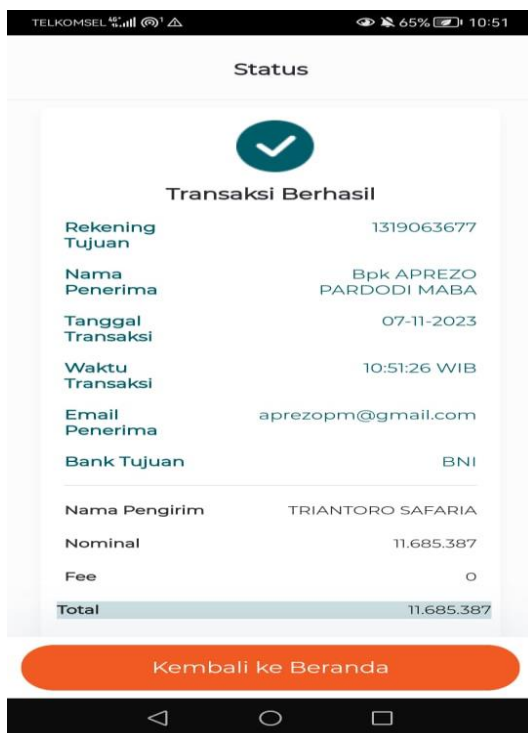 TELKOMSEL 65% 10:51
Status
Transaksi Berhasil
Rekening Tujuan 1319063677
Nama Penerima Bpk APREZO PARDODI MABA
Tanggal Transaksi 07-11-2023
Waktu Transaksi 10:51:26 WIB
Email Penerima aprezopm@gmail.com
Bank Tujuan BNI
Nama Pengirim TRIANTORO SAFARIA
Nominal 11.685.387
Fee 0
Total 11.685.387
Kembali ke Beranda